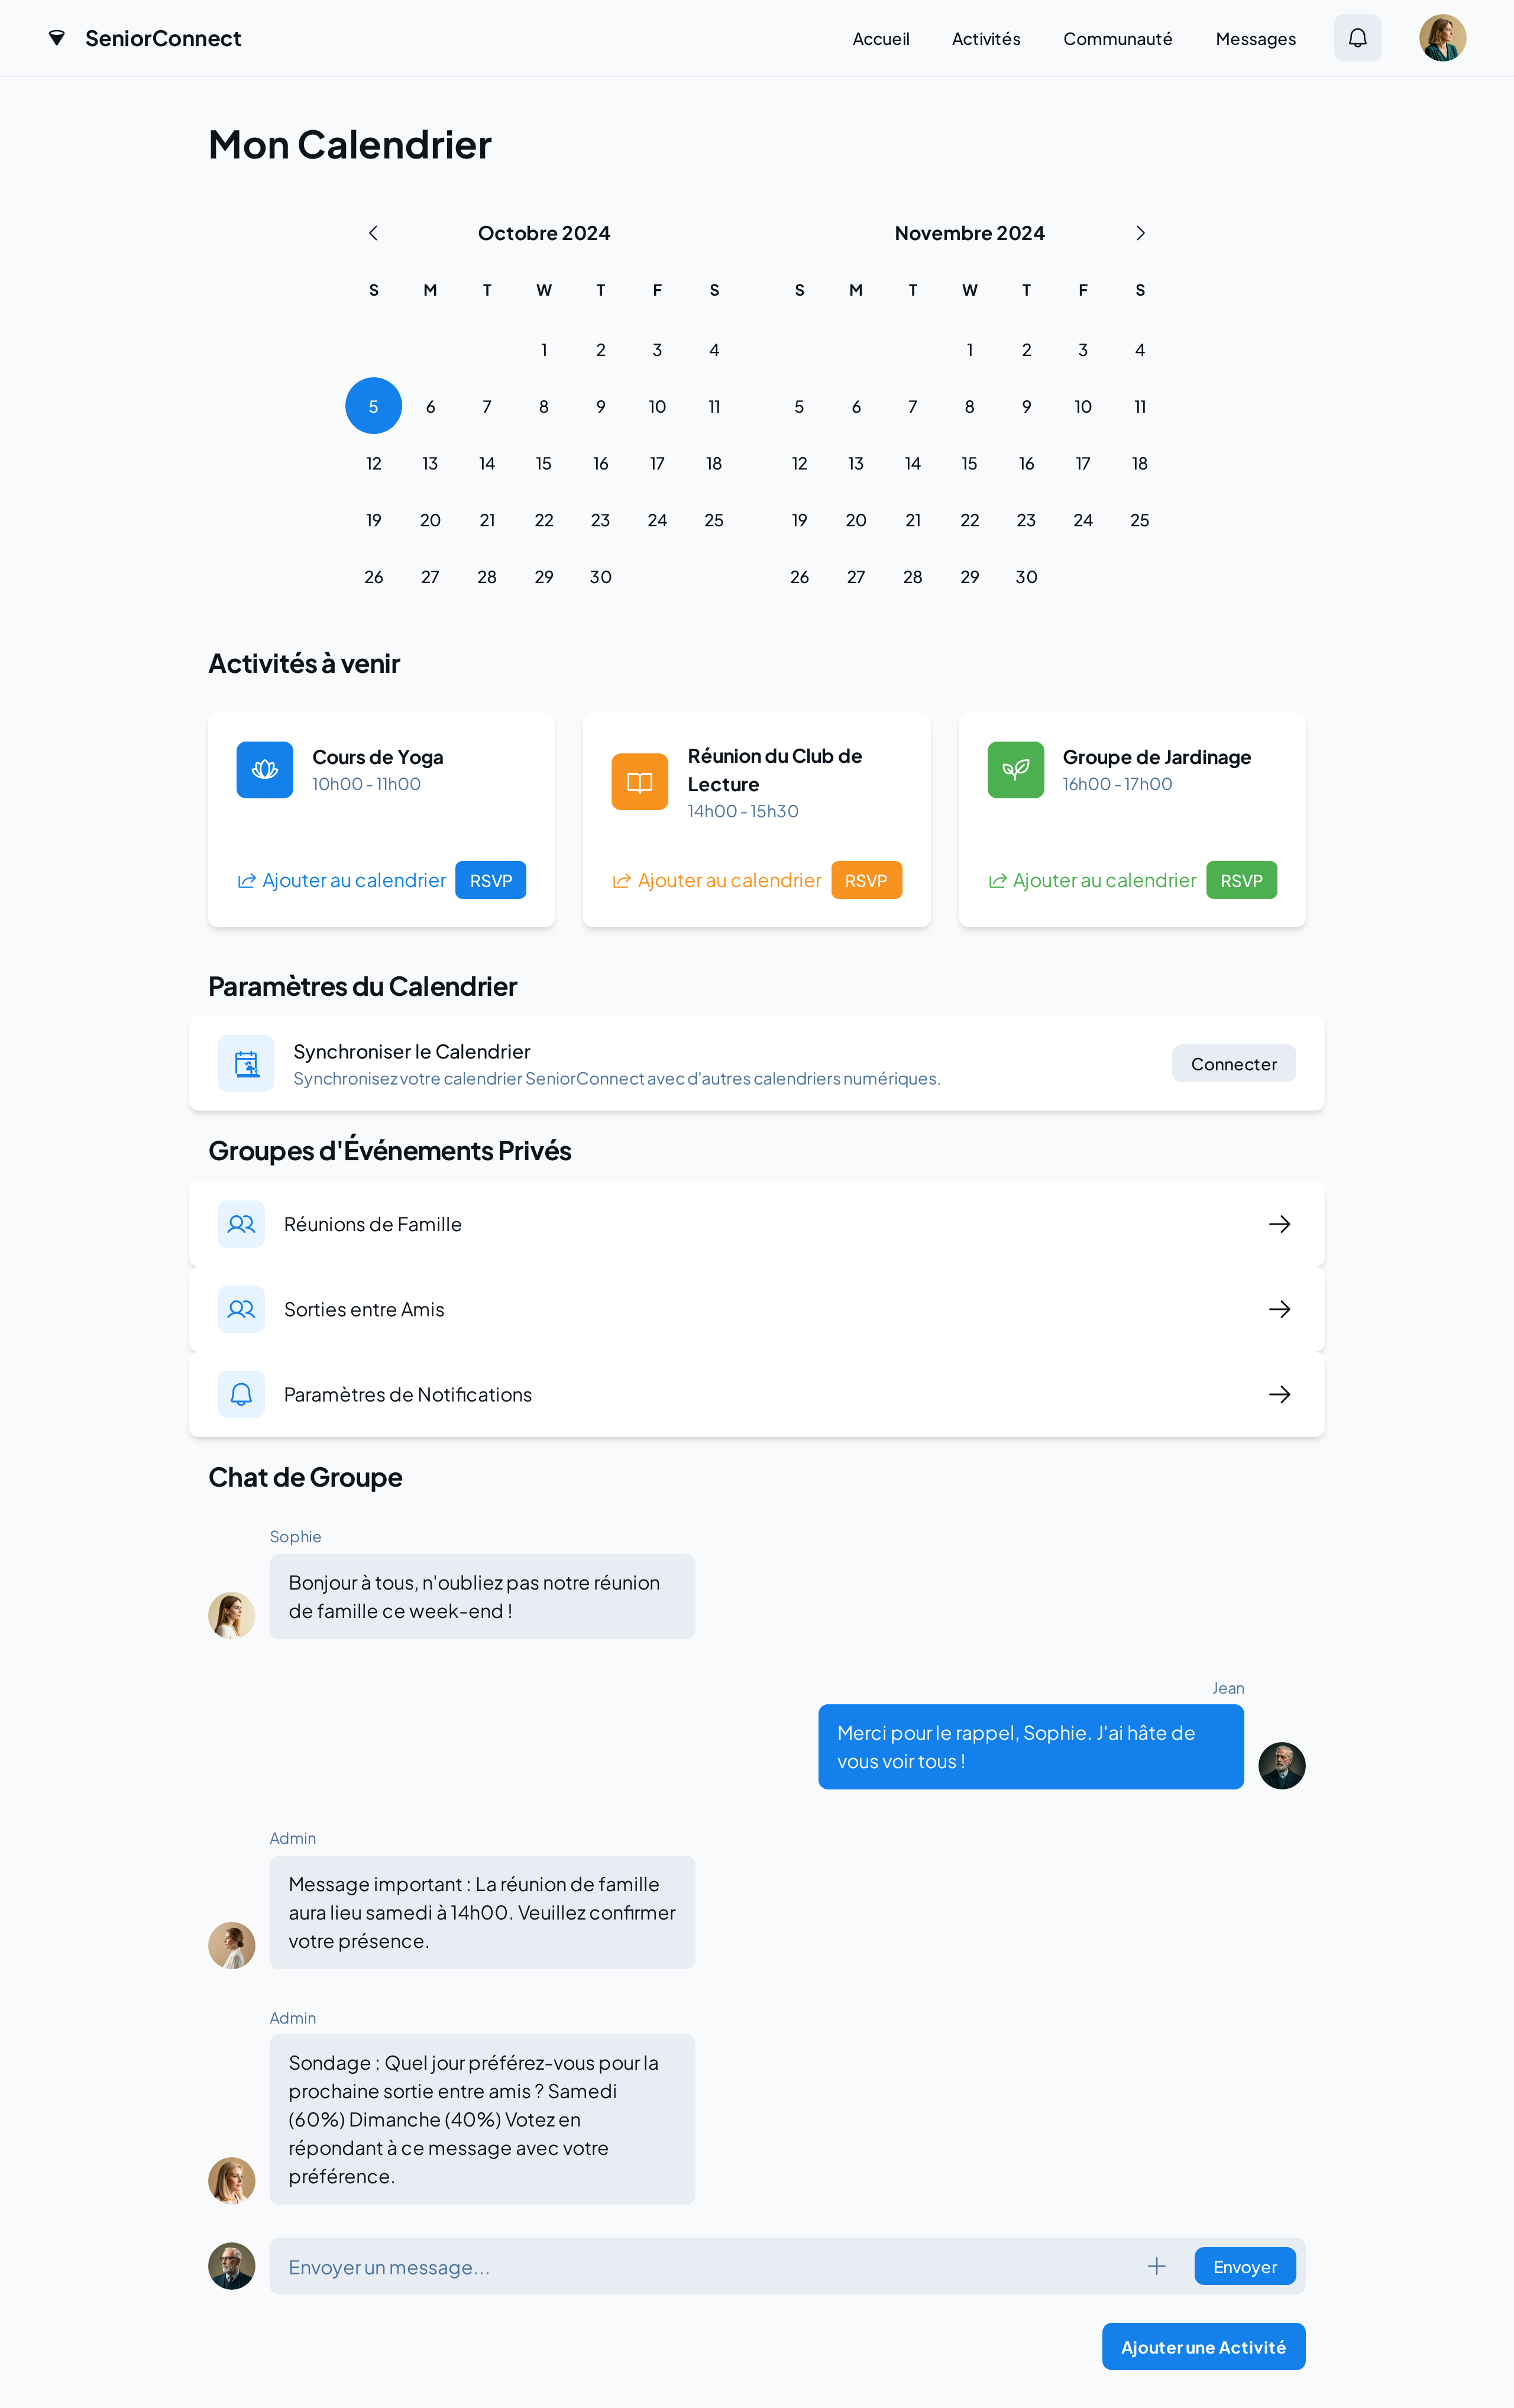 SeniorConnect
Accueil
Activités
Communauté
Messages
Mon Calendrier
Octobre 2024
S M T W T F S
1 2 3 4
5 6 7 8 9 10 11
12 13 14 15 16 17 18
19 20 21 22 23 24 25
26 27 28 29 30
Novembre 2024
S M T W T F S
1 2 3 4
5 6 7 8 9 10 11
12 13 14 15 16 17 18
19 20 21 22 23 24 25
26 27 28 29 30
Activités à venir
Cours de Yoga
10h00 - 11h00
Ajouter au calendrier
RSVP
Réunion du Club de
Lecture
14h00 - 15h30
Ajouter au calendrier
RSVP
Groupe de Jardinage
16h00 - 17h00
Ajouter au calendrier
RSVP
Paramètres du Calendrier
Synchroniser le Calendrier
Synchronisez votre calendrier SeniorConnect avec d'autres calendriers numériques.
Connecter
Groupes d'Événements Privés
Réunions de Famille
Sorties entre Amis
Paramètres de Notifications
Chat de Groupe
Sophie
Bonjour à tous, n'oubliez pas notre réunion
de famille ce week-end !
Jean
Merci pour le rappel, Sophie. J'ai hâte de
vous voir tous !
Admin
Message important : La réunion de famille
aura lieu samedi à 14h00. Veuillez confirmer
votre présence.
Admin
Sondage : Quel jour préférez-vous pour la
prochaine sortie entre amis ? Samedi
(60%) Dimanche (40%) Votez en
répondant à ce message avec votre
préférence.
Envoyer un message...
Envoyer
Ajouter une Activité